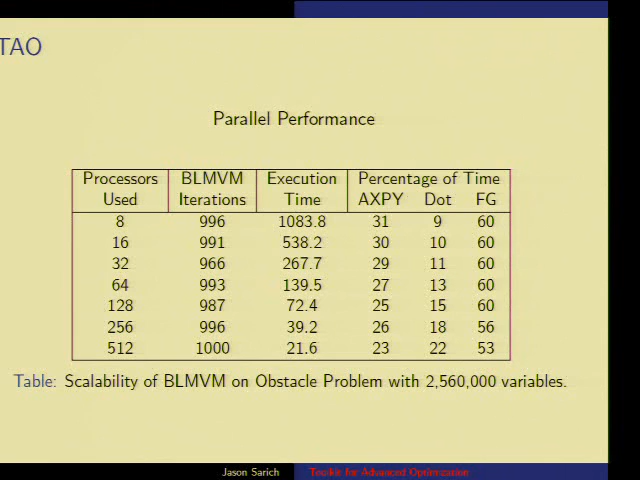 TAO
Parallel Performance
Processors BLMVM Execution Percentage of Time
Used Iterations Time AXPY Dot FG
8 996 1083.8 31 9 60
16 991 538.2 30 10 60
32 966 267.7 29 11 60
64 993 139.5 27 13 60
128 987 72.4 25 15 60
256 996 39.2 26 18 56
512 1000 21.6 23 22 53
Table: Scalability of BLMVM on Obstacle Problem with 2,560,000 variables.
Jason Sarich Toolkit for Advanced Optimization